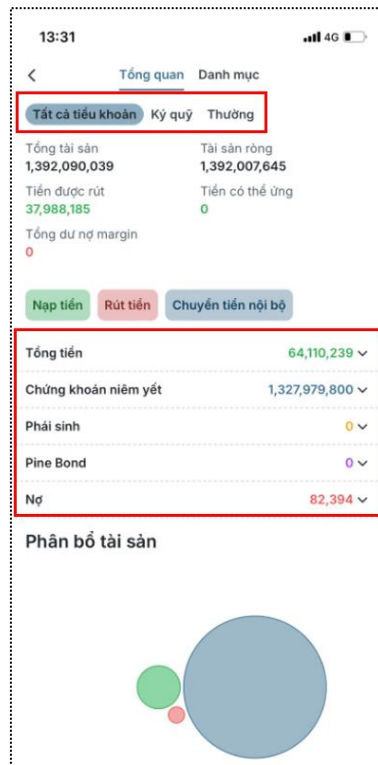 13:31 4G
Tổng quan Danh mục
Tất cả tiểu khoản Ký quỹ Thường
Tổng tài sản Tài sản ròng
1,392,090,039 1,392,007,645
Tiền được rút Tiền có thể ứng
37,988,185 0
Tổng dư nợ margin
0
Nạp tiền Rút tiền Chuyển tiền nội bộ
Tổng tiền 64,110,239
Chứng khoán niêm yết 1,327,979,800
Phái sinh 0
Pine Bond 0
Nợ 82,394
Phân bổ tài sản